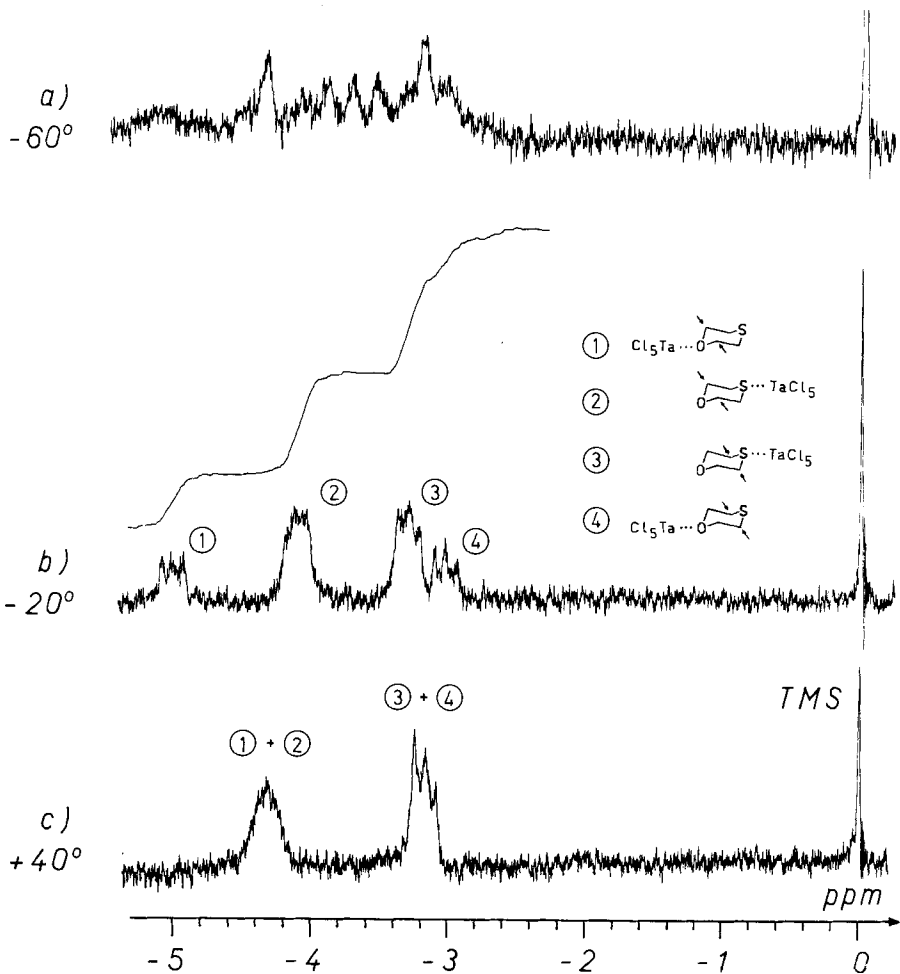 a)
-60°
① Cl₅Ta ··· O S
② O S ··· TaCl₅
③ O S ··· TaCl₅
④ Cl₅Ta ··· O S
① ② ③ ④
b)
-20°
TMS
① + ② ③ + ④
c)
+40°
ppm
-5 -4 -3 -2 -1 0